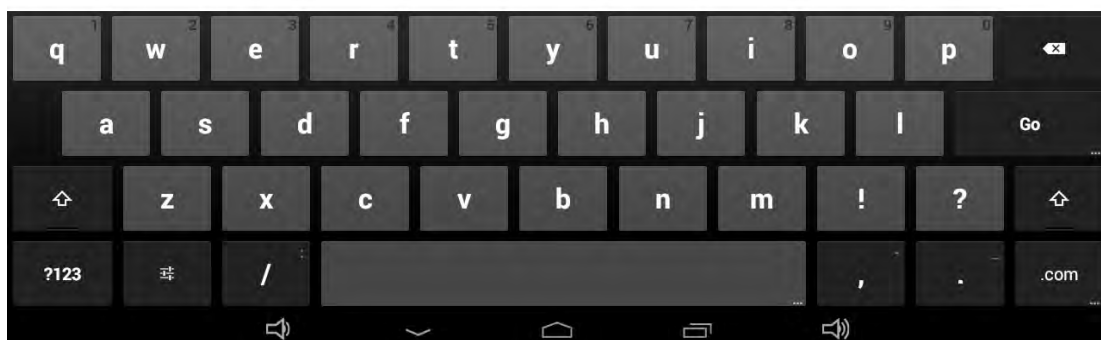 q 1 w 2 e 3 r 4 t 5 y 6 u 7 i 8 o 9 p 0
a s d f g h j k l Go ...
z x c v b n m ! ?
?123 / : ... , . _ .com ...